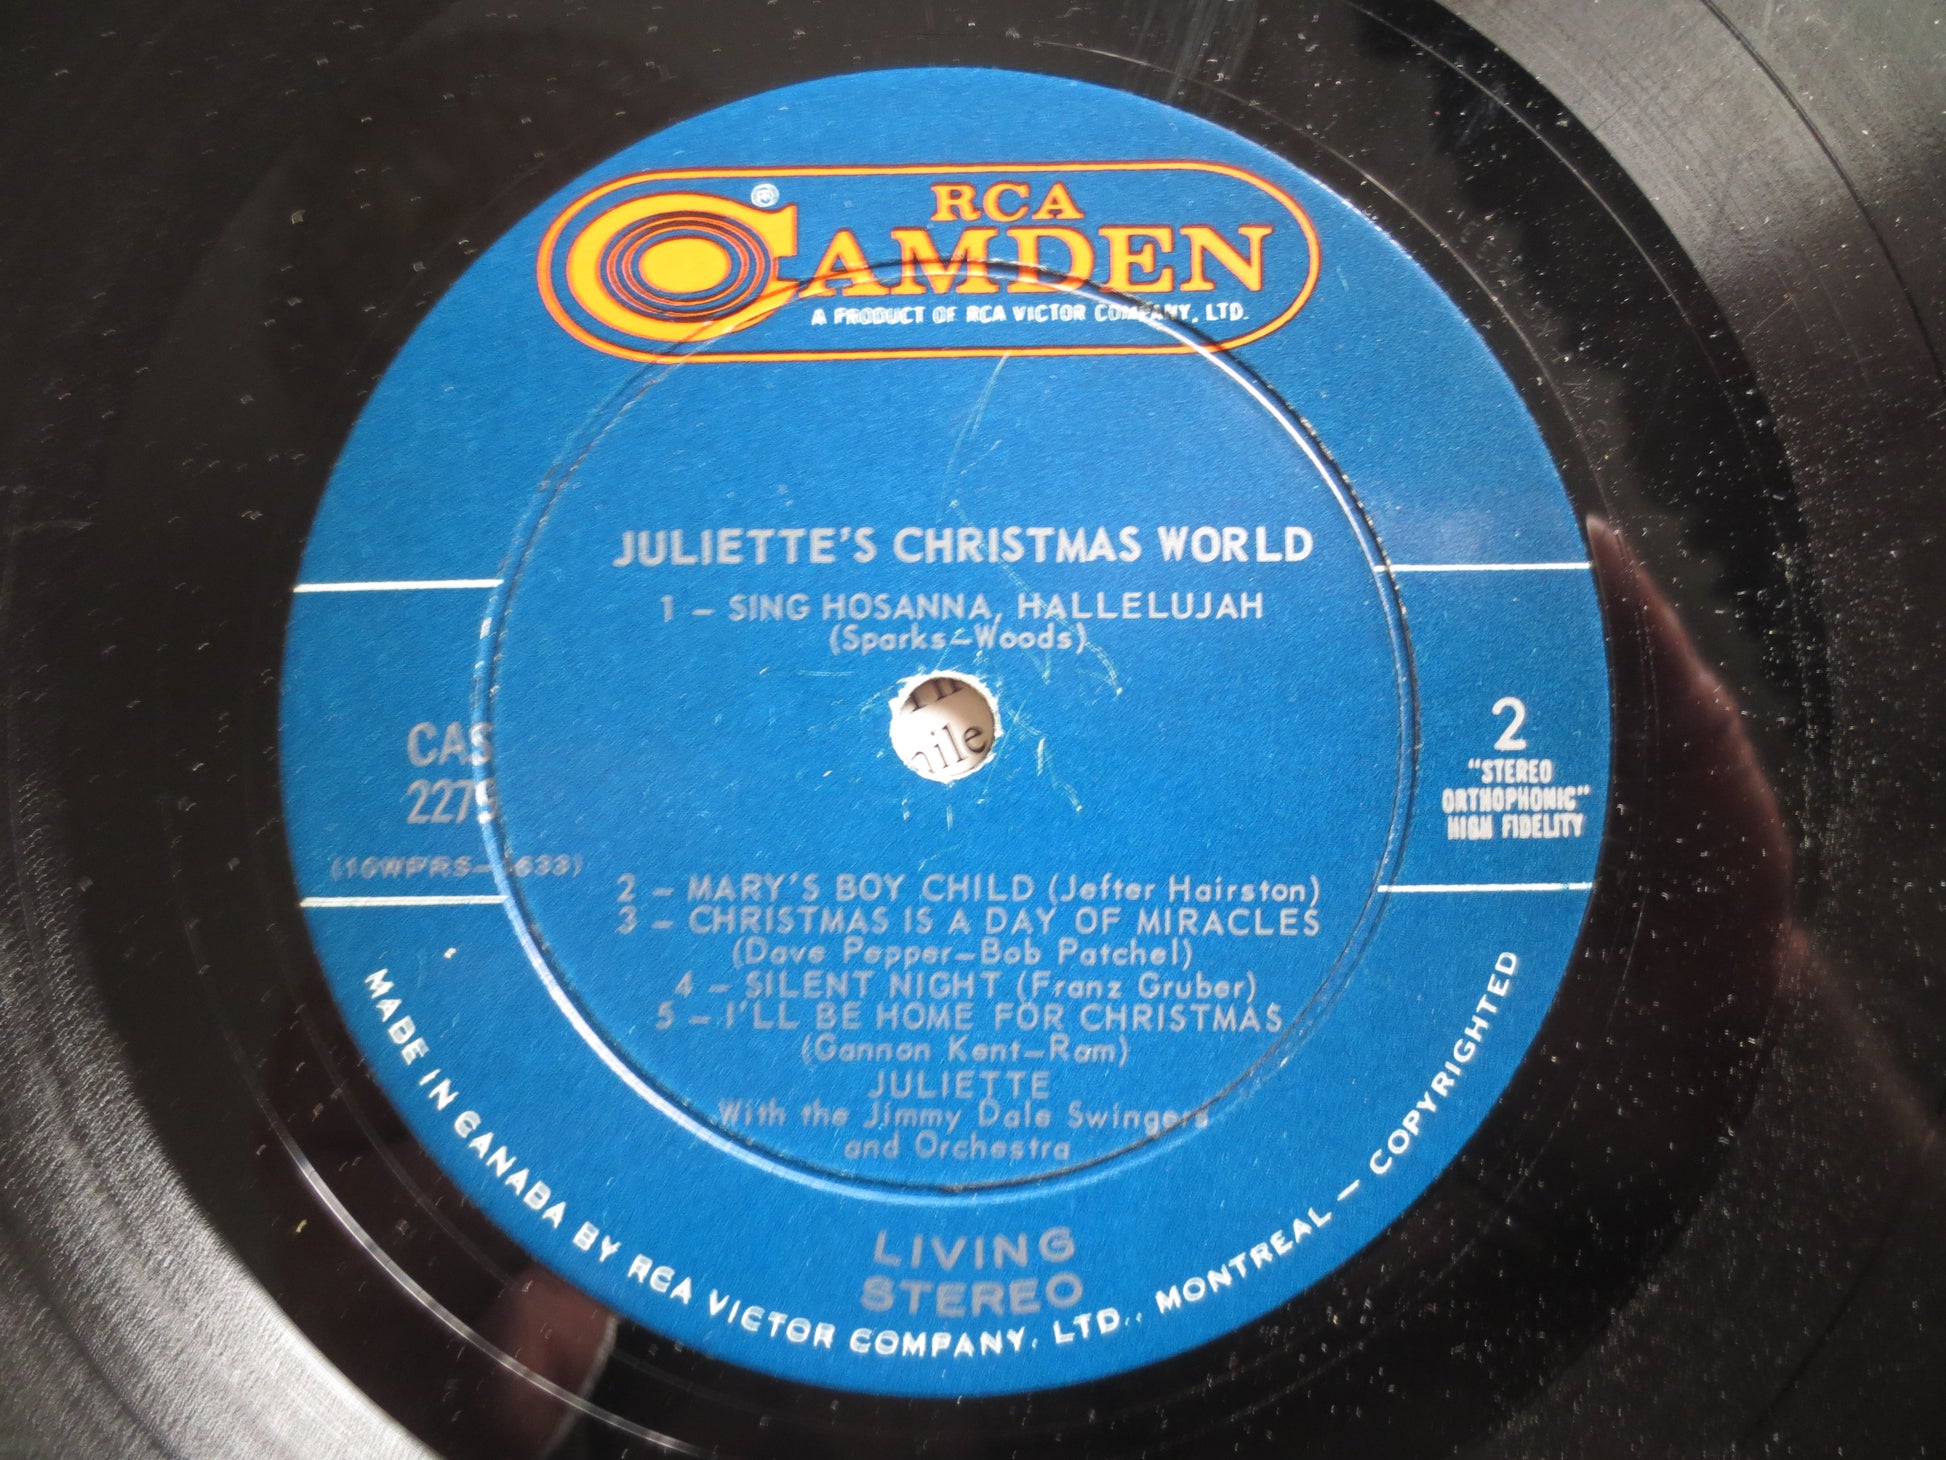 ®
RCA
CAMDEN
A PRODUCT OF RCA VICTOR COMPANY, LTD.
JULIETTE'S CHRISTMAS WORLD
1 – SING HOSANNA, HALLELUJAH
(Sparks–Woods)
CAS
2275
2
"STEREO
ORTHOPHONIC"
HIGH FIDELITY
2 – MARY'S BOY CHILD (Jefter Hairston)
3 – CHRISTMAS IS A DAY OF MIRACLES
(Dave Pepper–Bob Patchel)
4 – SILENT NIGHT (Franz Gruber)
5 – I'LL BE HOME FOR CHRISTMAS
(Gannon Kent–Ram)
JULIETTE
With the Jimmy Dale Swingers
and Orchestra
LIVING
STEREO
MADE IN CANADA BY RCA VICTOR COMPANY, LTD., MONTREAL – COPYRIGHTED